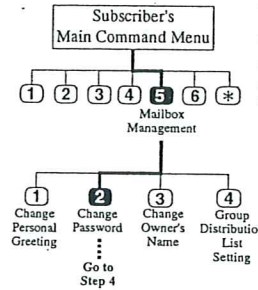 Subscriber's
Main Command Menu
1 2 3 4 5 6 *
Mailbox
Management
1 2 3 4
Change Change Change Group
Personal Password Owner's Distributio
Greeting Name List
Setting
Go to
Step 4